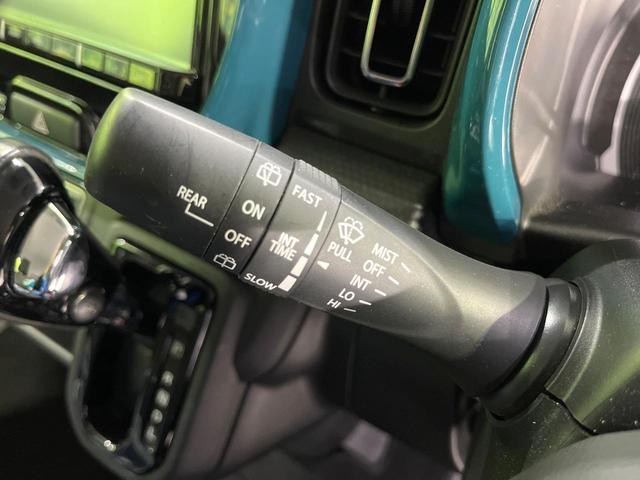 REAR
ON
OFF
FAST
INT
TIME
SLOW
PULL
MIST
OFF
INT
LO
HI